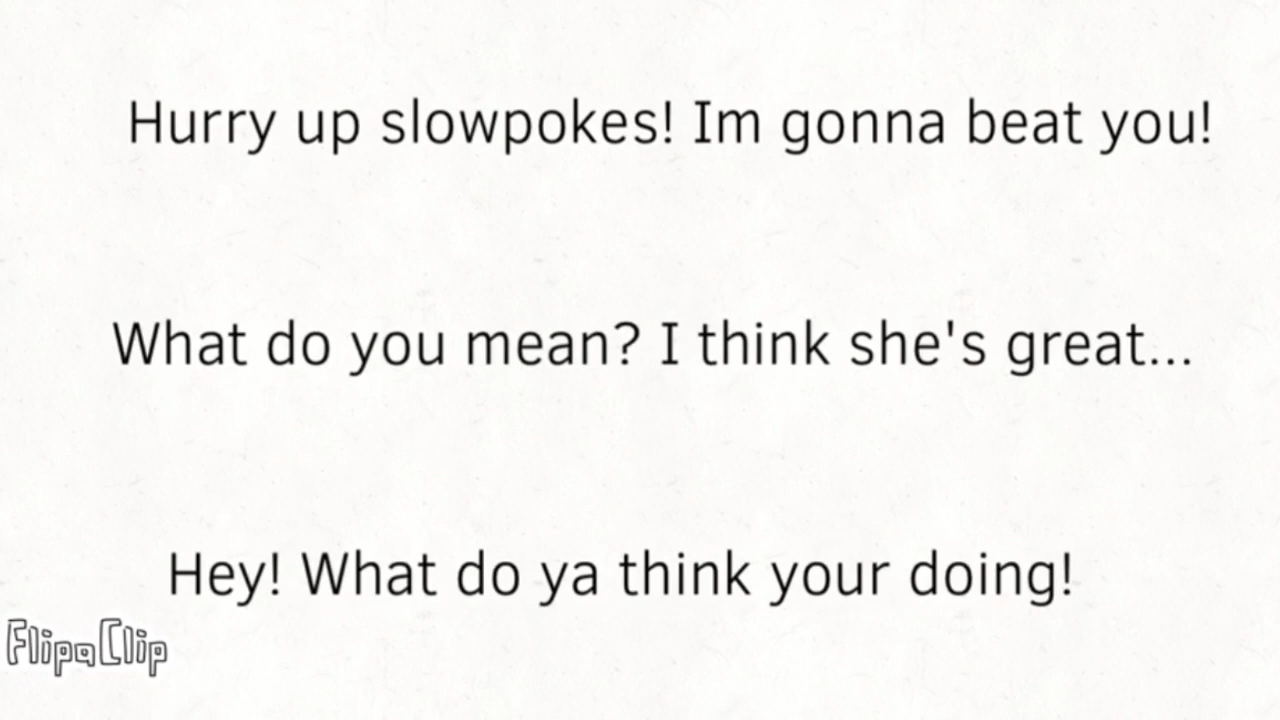 Hurry up slowpokes! Im gonna beat you!
What do you mean? I think she's great...
Hey! What do ya think your doing!
FlipaClip